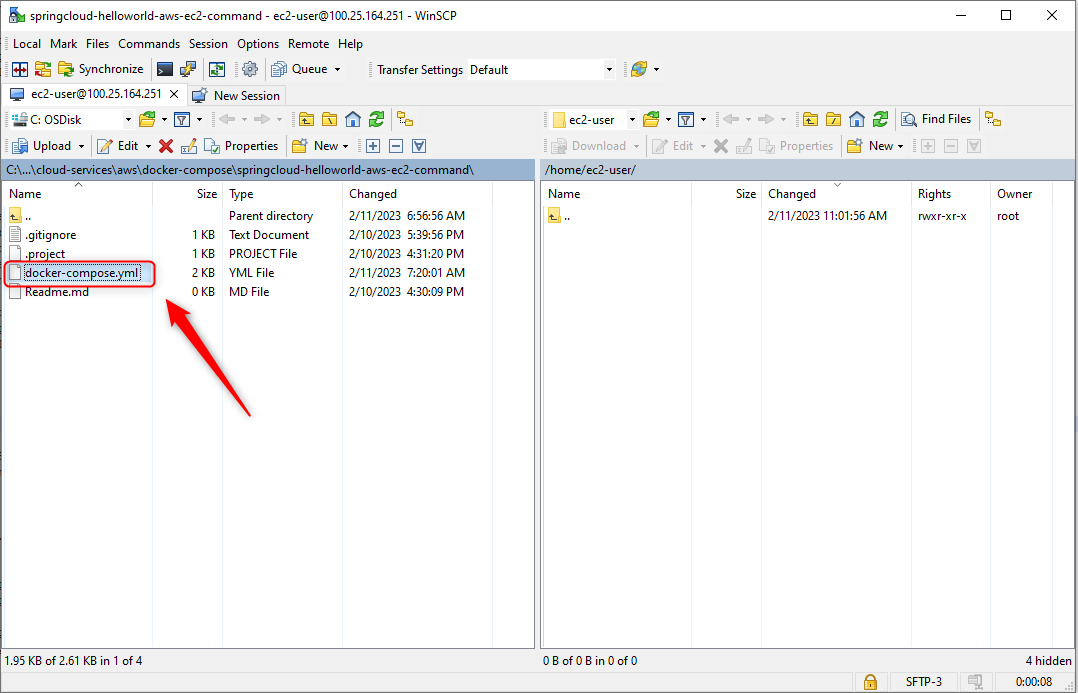 springcloud-helloworld-aws-ec2-command - ec2-user@100.25.164.251 - WinSCP
Local Mark Files Commands Session Options Remote Help
Synchronize Queue Transfer Settings Default
ec2-user@100.25.164.251 New Session
C: OSDisk ec2-user Find Files
Upload Edit Properties New Download Edit Properties New
C:\...\cloud-services\aws\docker-compose\springcloud-helloworld-aws-ec2-command\ /home/ec2-user/
Name Size Type Changed Name Size Changed Rights Owner
.. Parent directory 2/11/2023 6:56:56 AM .. 2/11/2023 11:01:56 AM rwxr-xr-x root
.gitignore 1 KB Text Document 2/10/2023 5:39:56 PM
.project 1 KB PROJECT File 2/10/2023 4:31:20 PM
docker-compose.yml 2 KB YML File 2/11/2023 7:20:01 AM
Readme.md 0 KB MD File 2/10/2023 4:30:09 PM
1.95 KB of 2.61 KB in 1 of 4 0 B of 0 B in 0 of 0 4 hidden
SFTP-3 0:00:08